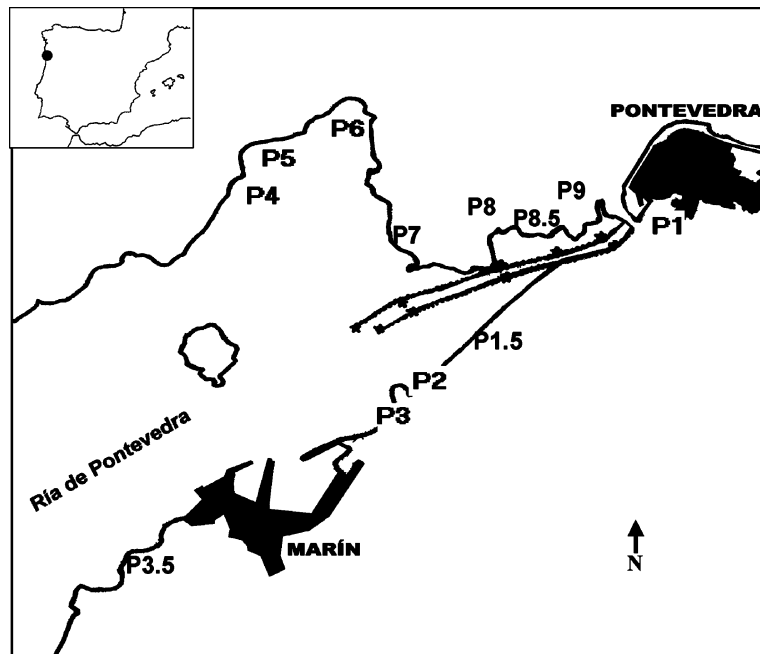 PONTEVEDRA
P6
P5
P4
P9
P8
P8.5
P1
P7
P1.5
P2
P3
Ría de Pontevedra
MARÍN
P3.5
N